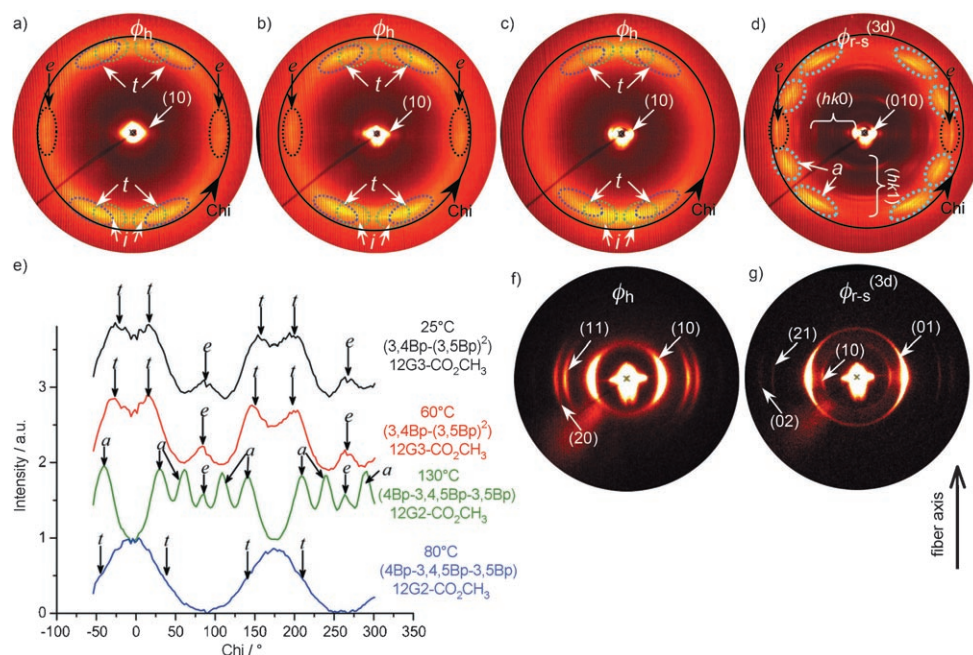 a)
ϕh
e
e
t
(10)
t
i
Chi
b)
ϕh
t
(10)
t
i
c)
ϕh
t
(10)
t
i
Chi
d)
ϕr-s(3d)
e
e
(hk0)
(010)
a
(hk1)
Chi
e)
Intensity / a.u.
3
2
1
0
t
t
t
t
e
e
25°C
(3,4Bp-(3,5Bp)²)
12G3-CO₂CH₃
t
t
t
t
e
e
60°C
(3,4Bp-(3,5Bp)²)
12G3-CO₂CH₃
a
a
e
a
a
e
a
130°C
(4Bp-3,4,5Bp-3,5Bp)
12G2-CO₂CH₃
t
t
t
t
80°C
(4Bp-3,4,5Bp-3,5Bp)
12G2-CO₂CH₃
-100 -50 0 50 100 150 200 250 300
Chi / °
f)
ϕh
(11)
(10)
(20)
g)
ϕr-s(3d)
(21)
(10)
(01)
(02)
fiber axis